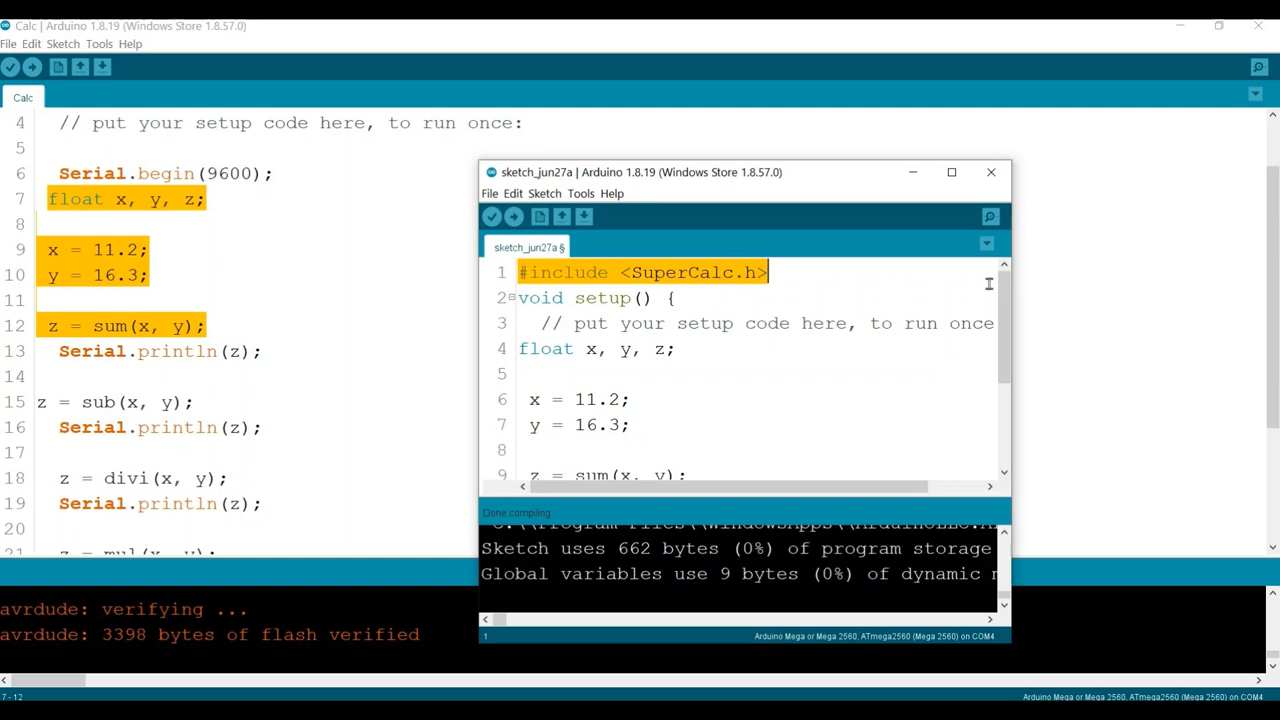 Calc | Arduino 1.8.19 (Windows Store 1.8.57.0)
File Edit Sketch Tools Help
Calc
4 // put your setup code here, to run once:
5
6 Serial.begin(9600);
7 float x, y, z;
8
9 x = 11.2;
10 y = 16.3;
11
12 z = sum(x, y);
13 Serial.println(z);
14
15 z = sub(x, y);
16 Serial.println(z);
17
18 z = divi(x, y);
19 Serial.println(z);
20
21 z = mul(x, y);
avrdude: verifying ...
avrdude: 3398 bytes of flash verified
7 - 12
Arduino Mega or Mega 2560, ATmega2560 (Mega 2560) on COM4
sketch_jun27a | Arduino 1.8.19 (Windows Store 1.8.57.0)
File Edit Sketch Tools Help
sketch_jun27a §
1 #include <SuperCalc.h>
2 void setup() {
3 // put your setup code here, to run once
4 float x, y, z;
5
6 x = 11.2;
7 y = 16.3;
8
9 z = sum(x, y);
Done compiling
C:\\Program Files\\WindowsApps\\ArduinoLLC.A
Sketch uses 662 bytes (0%) of program storage
Global variables use 9 bytes (0%) of dynamic
1
Arduino Mega or Mega 2560, ATmega2560 (Mega 2560) on COM4